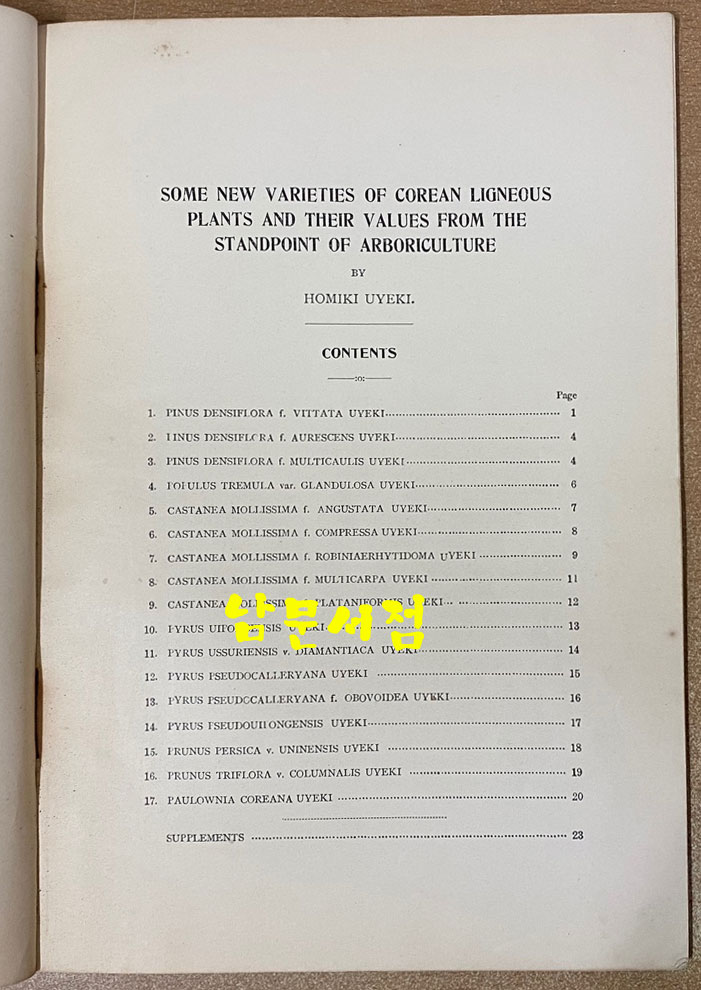 SOME NEW VARIETIES OF COREAN LIGNEOUS
PLANTS AND THEIR VALUES FROM THE
STANDPOINT OF ARBORICULTURE
BY
HOMIKI UYEKI.
CONTENTS
:o:
Page
1. PINUS DENSIFLORA f. VITTATA UYEKI 1
2. PINUS DENSIFLORA f. AURESCENS UYEKI 4
3. PINUS DENSIFLORA f. MULTICAULIS UYEKI 4
4. POPULUS TREMULA var. GLANDULOSA UYEKI 6
5. CASTANEA MOLLISSIMA f. ANGUSTATA UYEKI 7
6. CASTANEA MOLLISSIMA f. COMPRESSA UYEKI 8
7. CASTANEA MOLLISSIMA f. ROBINIAERHYTIDOMA UYEKI 9
8. CASTANEA MOLLISSIMA f. MULTICARPA UYEKI 11
9. CASTANEA MOLLISSIMA PLATANIFORMIS UYEKI 12
남문서점
10. PYRUS UYEKI 13
11. PYRUS USSURIENSIS v. DIAMANTIACA UYEKI 14
12. PYRUS PSEUDOCALLERYANA UYEKI 15
13. PYRUS PSEUDOCALLERYANA f. OBOVOIDEA UYEKI 16
14. PYRUS PSEUDOUIHONGENSIS UYEKI 17
15. PRUNUS PERSICA v. UNINENSIS UYEKI 18
16. PRUNUS TRIFLORA v. COLUMNALIS UYEKI 19
17. PAULOWNIA COREANA UYEKI 20
SUPPLEMENTS 23